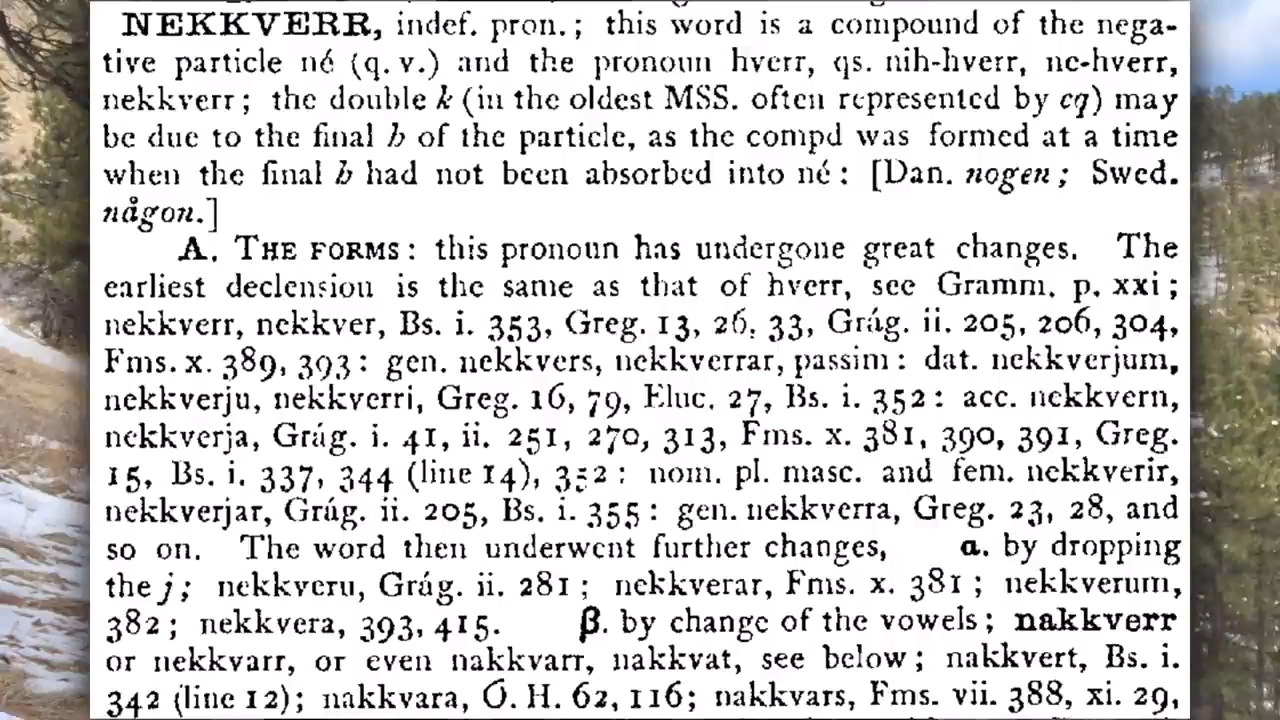 NEKKVERR, indef. pron.; this word is a compound of the nega-
tive particle né (q. v.) and the pronoun hverr, qs. nih-hverr, ne-hverr,
nekkverr; the double k (in the oldest MSS. often represented by cq) may
be due to the final h of the particle, as the compd was formed at a time
when the final h had not been absorbed into né: [Dan. nogen; Swed.
någon.]
A. THE FORMS: this pronoun has undergone great changes. The
earliest declension is the same as that of hverr, see Gramm. p. xxi;
nekkverr, nekkver, Bs. i. 353, Greg. 13, 26, 33, Grág. ii. 205, 206, 304,
Fms. x. 389, 393: gen. nekkvers, nekkverrar, passim: dat. nekkverjum,
nekkverju, nekkverri, Greg. 16, 79, Eluc. 27, Bs. i. 352: acc. nekkvern,
nekkverja, Grág. i. 41, ii. 251, 270, 313, Fms. x. 381, 390, 391, Greg.
15, Bs. i. 337, 344 (line 14), 352: nom. pl. masc. and fem. nekkverir,
nekkverjar, Grág. ii. 205, Bs. i. 355: gen. nekkverra, Greg. 23, 28, and
so on. The word then underwent further changes, α. by dropping
the j; nekkveru, Grág. ii. 281; nekkverar, Fms. x. 381; nekkverum,
382; nekkvera, 393, 415. β. by change of the vowels; nakkverr
or nekkvarr, or even nakkvarr, nakkvat, see below; nakkvert, Bs. i.
342 (line 12); nakkvara, Ó. H. 62, 116; nakkvars, Fms. vii. 388, xi. 29,